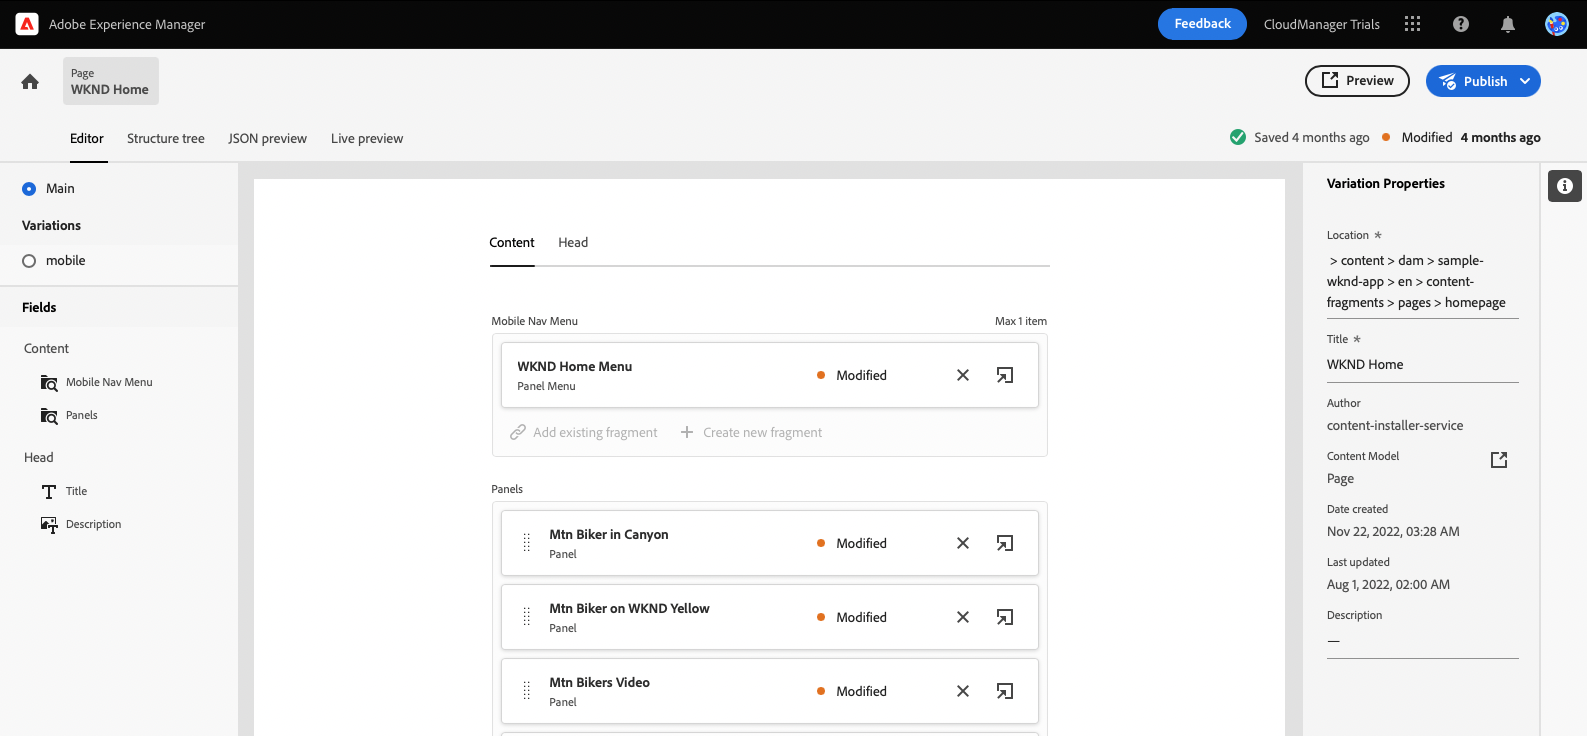 Adobe Experience Manager
Feedback
CloudManager Trials
Page
WKND Home
Preview
Publish
Editor
Structure tree
JSON preview
Live preview
Saved 4 months ago
Modified 4 months ago
Main
Variations
mobile
Fields
Content
Mobile Nav Menu
Panels
Head
Title
Description
Content
Head
Mobile Nav Menu
Max 1 item
WKND Home Menu
Panel Menu
Modified
Add existing fragment
Create new fragment
Panels
Mtn Biker in Canyon
Panel
Modified
Mtn Biker on WKND Yellow
Panel
Modified
Mtn Bikers Video
Panel
Modified
Variation Properties
Location *
> content > dam > sample-
wknd-app > en > content-
fragments > pages > homepage
Title *
WKND Home
Author
content-installer-service
Content Model
Page
Date created
Nov 22, 2022, 03:28 AM
Last updated
Aug 1, 2022, 02:00 AM
Description
—